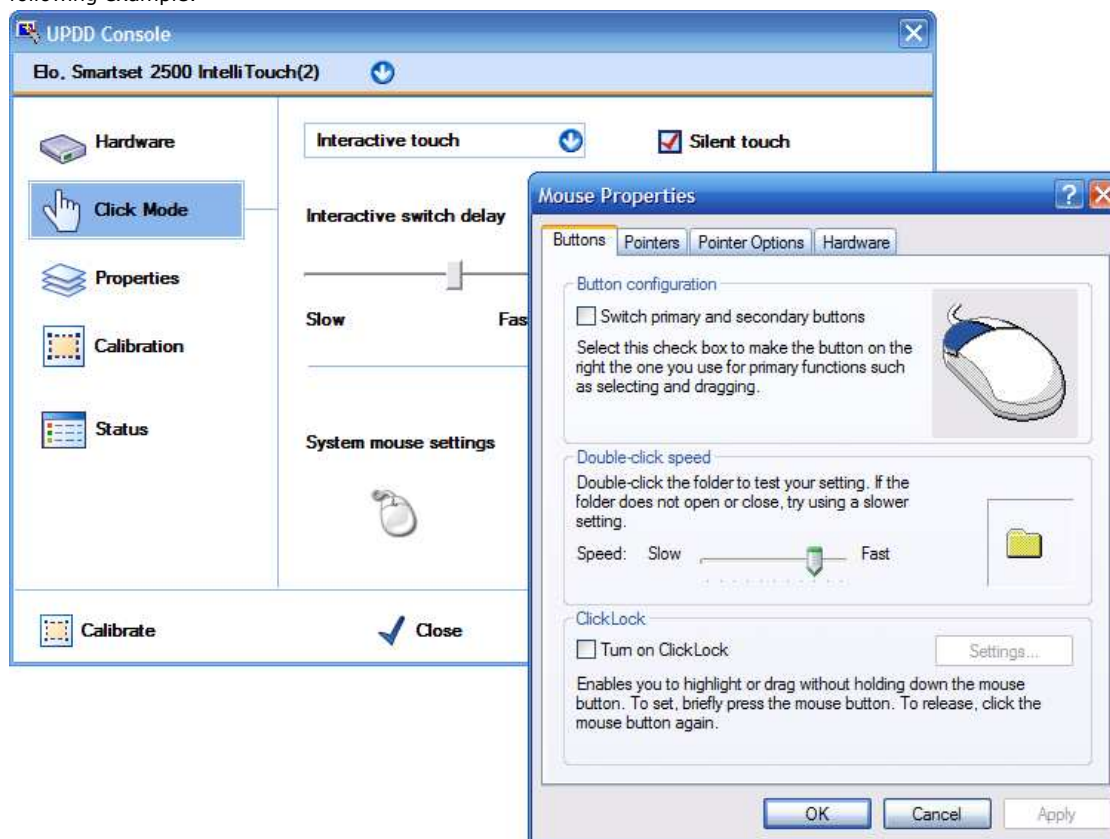 following example:
UPDD Console
Elo, Smartset 2500 IntelliTouch(2)
Hardware
Click Mode
Properties
Calibration
Status
Interactive touch
Silent touch
Interactive switch delay
Slow Fas
System mouse settings
Calibrate
Close
Mouse Properties
Buttons Pointers Pointer Options Hardware
Button configuration
Switch primary and secondary buttons
Select this check box to make the button on the
right the one you use for primary functions such
as selecting and dragging.
Double-click speed
Double-click the folder to test your setting. If the
folder does not open or close, try using a slower
setting.
Speed: Slow Fast
ClickLock
Turn on ClickLock
Settings...
Enables you to highlight or drag without holding down the mouse
button. To set, briefly press the mouse button. To release, click the
mouse button again.
OK Cancel Apply